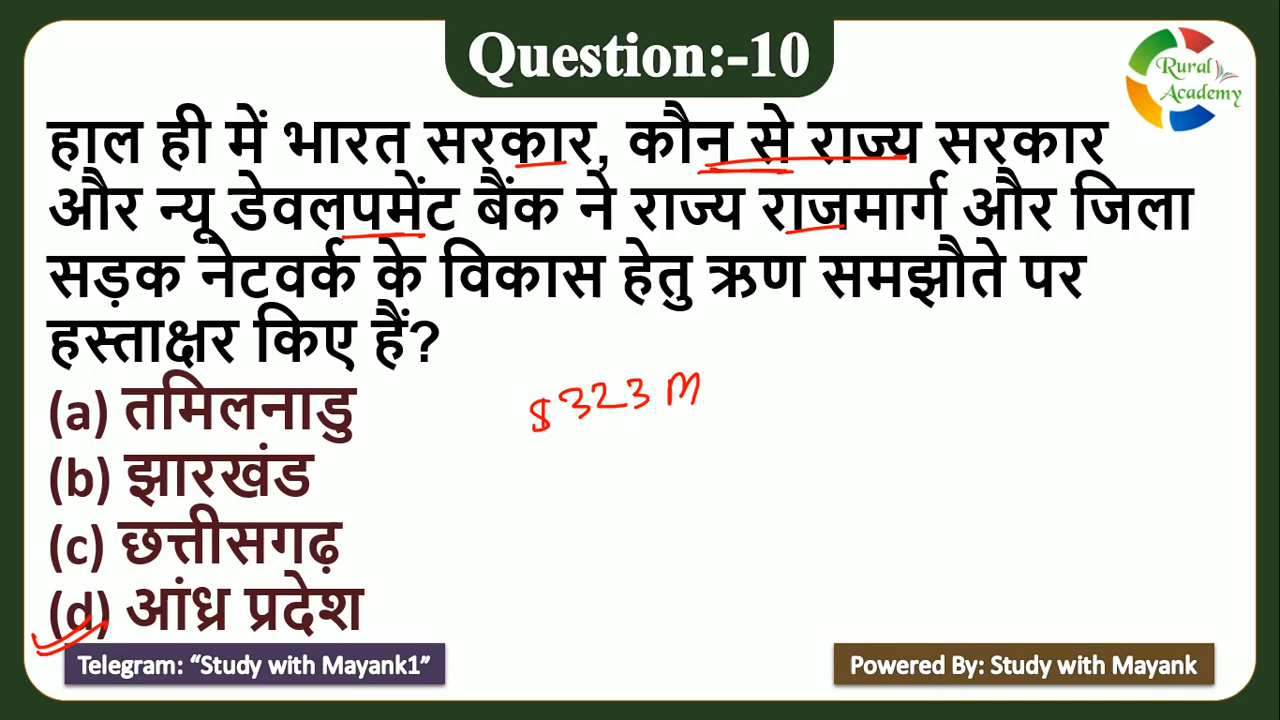 Question:-10
Rural
Academy
हाल ही में भारत सरकार, कौन से राज्य सरकार
और न्यू डेवलपमेंट बैंक ने राज्य राजमार्ग और जिला
सड़क नेटवर्क के विकास हेतु ऋण समझौते पर
हस्ताक्षर किए हैं?
$323 M
(a) तमिलनाडु
(b) झारखंड
(c) छत्तीसगढ़
(d) आंध्र प्रदेश
Telegram: “Study with Mayank1”
Powered By: Study with Mayank